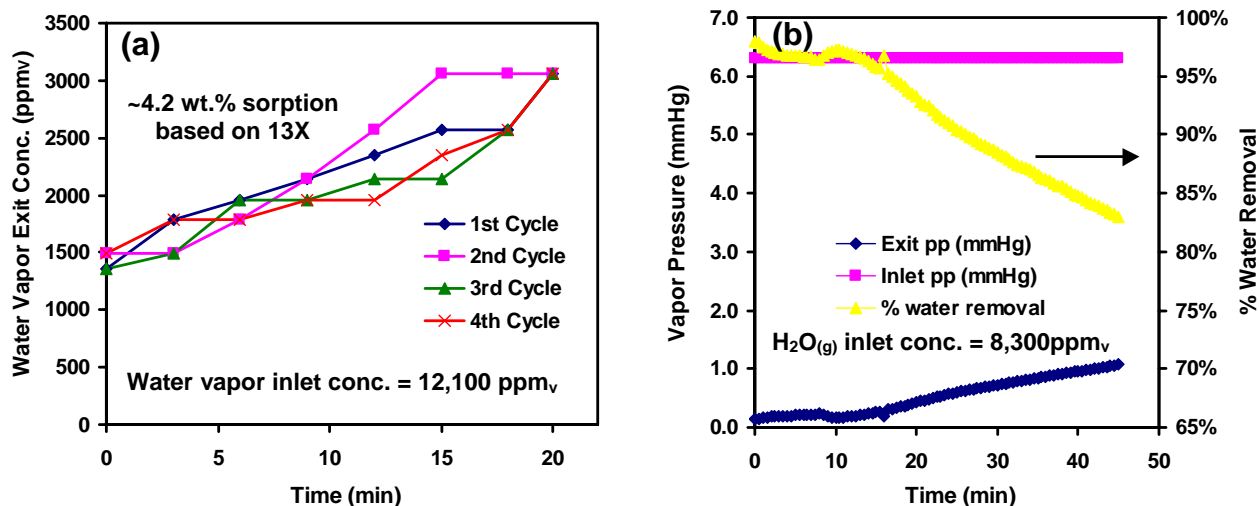 (a)
3500
3000
2500
2000
1500
1000
500
0
Water Vapor Exit Conc. (ppmv)
~4.2 wt.% sorption
based on 13X
1st Cycle
2nd Cycle
3rd Cycle
4th Cycle
Water vapor inlet conc. = 12,100 ppmv
0 5 10 15 20
Time (min)
(b)
7.0
6.0
5.0
4.0
3.0
2.0
1.0
0.0
Vapor Pressure (mmHg)
Exit pp (mmHg)
Inlet pp (mmHg)
% water removal
H2O(g) inlet conc. = 8,300ppmv
100%
95%
90%
85%
80%
75%
70%
65%
% Water Removal
0 10 20 30 40 50
Time (min)